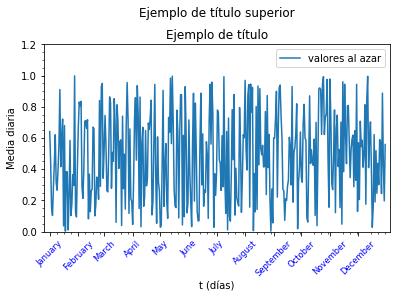 Ejemplo de título superior
Ejemplo de título
valores al azar
Media diaria
1.2
1.0
0.8
0.6
0.4
0.2
0.0
January
February
March
April
May
June
July
August
September
October
November
December
t (días)